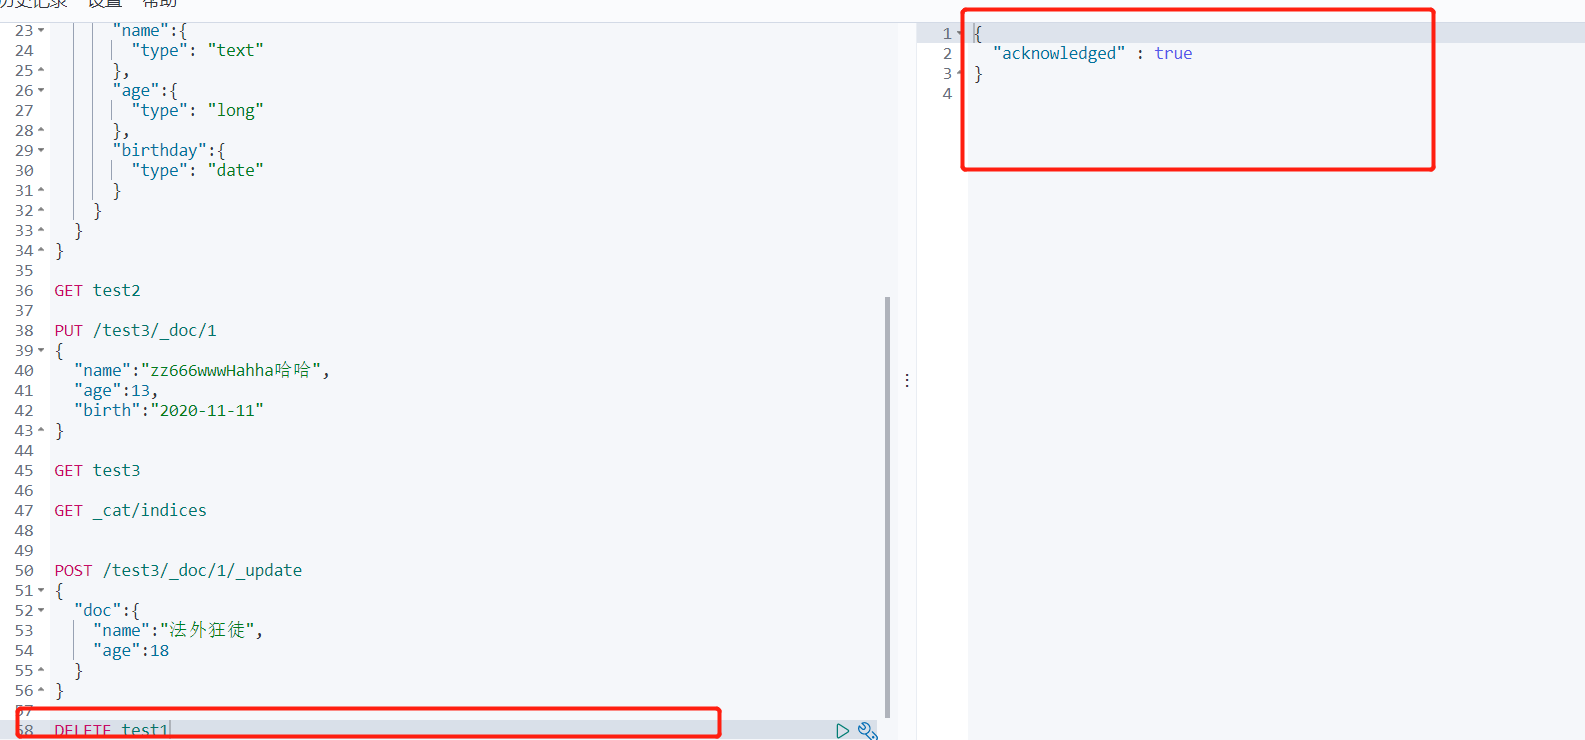 历史记录 设置 帮助
23 "name":{
24 "type": "text"
25 },
26 "age":{
27 "type": "long"
28 },
29 "birthday":{
30 "type": "date"
31 }
32 }
33 }
34 }
35
36 GET test2
37
38 PUT /test3/_doc/1
39 {
40 "name":"zz666wwwHahha哈哈",
41 "age":13,
42 "birth":"2020-11-11"
43 }
44
45 GET test3
46
47 GET _cat/indices
48
49
50 POST /test3/_doc/1/_update
51 {
52 "doc":{
53 "name":"法外狂徒",
54 "age":18
55 }
56 }
57
58 DELETE test1
1 {
2 "acknowledged" : true
3 }
4